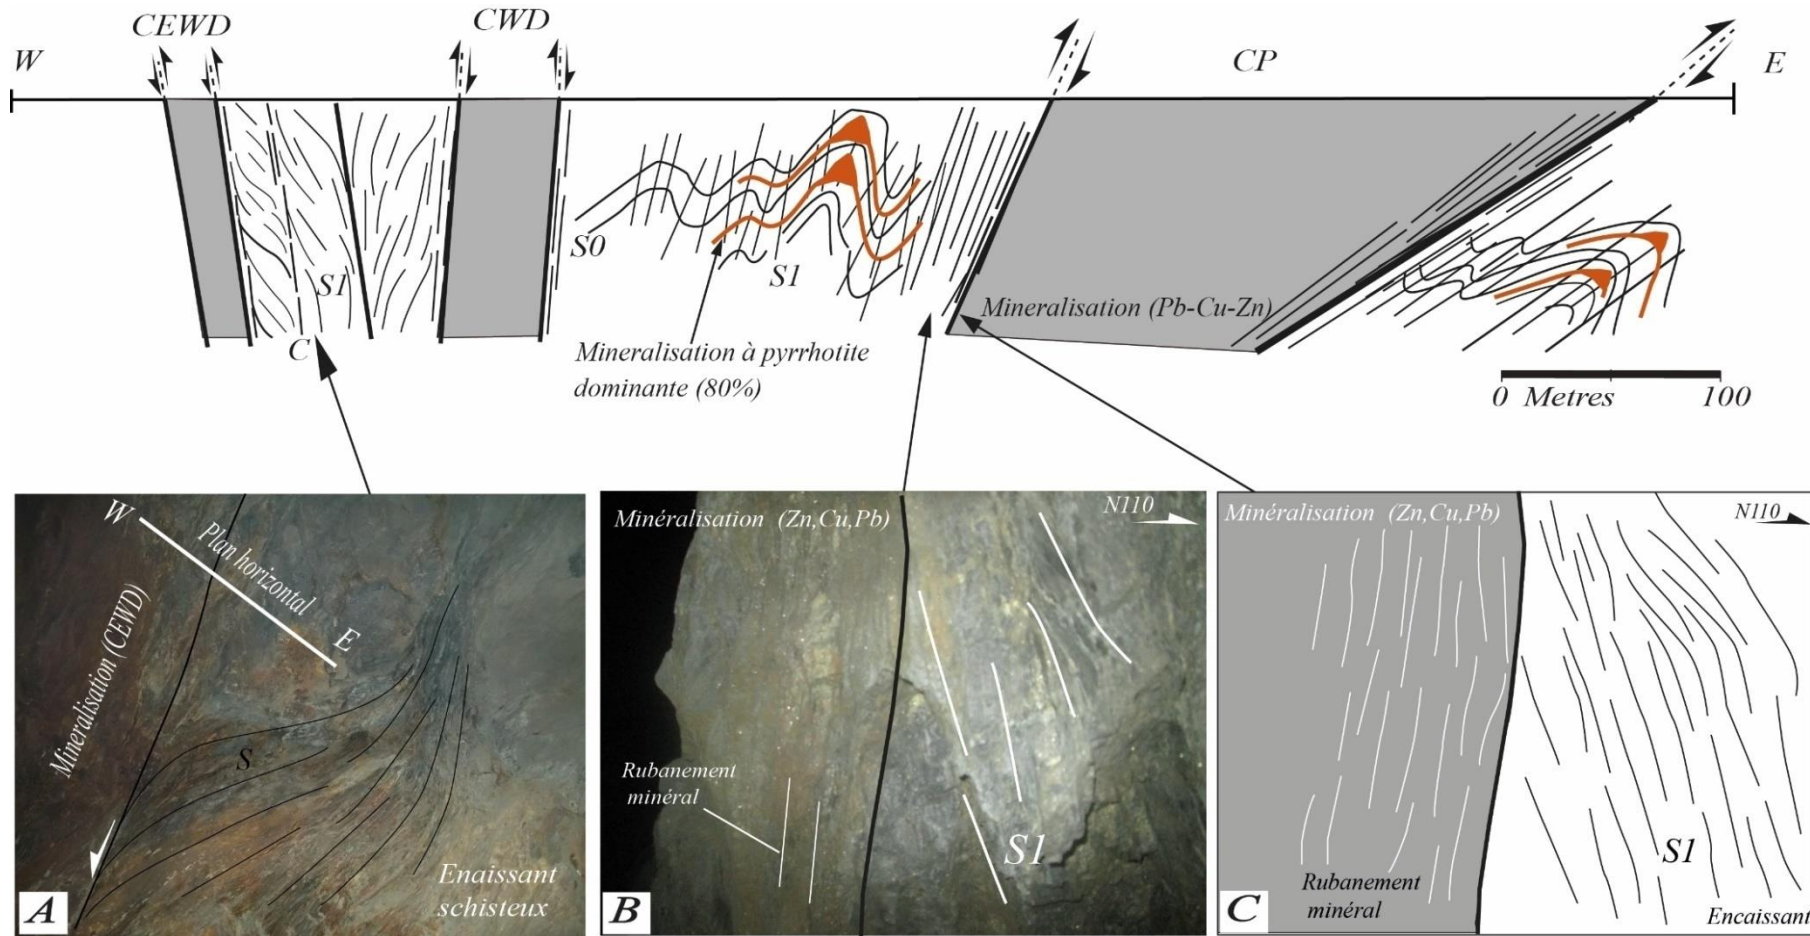 CEWD
CWD
W
CP
E
S0
S1
S1
C
Mineralisation (Pb-Cu-Zn)
Mineralisation à pyrrhotite
dominante (80%)
0 Metres 100
W
Plan horizontal
E
Mineralisation (CEWD)
S
Enaissant
schisteux
A
Minéralisation (Zn,Cu,Pb)
N110
Rubanement
minéral
S1
B
Minéralisation (Zn,Cu,Pb)
N110
S1
Rubanement
minéral
Encaissant
C